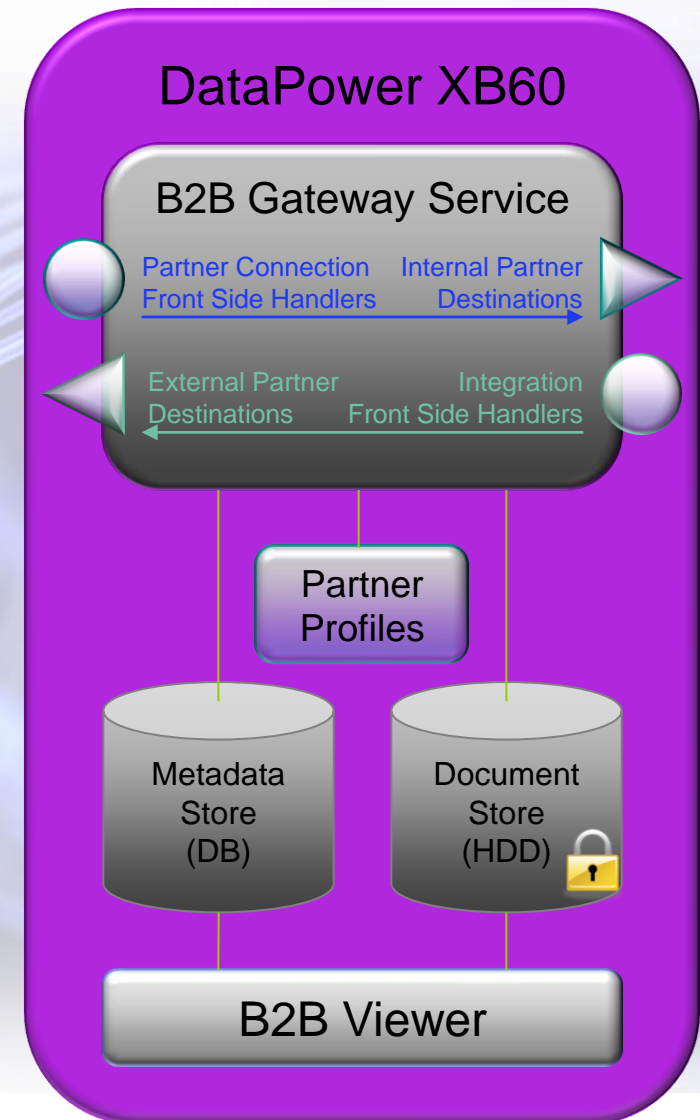 DataPower XB60
B2B Gateway Service
Partner Connection
Front Side Handlers
Internal Partner
Destinations
External Partner
Destinations
Integration
Front Side Handlers
Partner
Profiles
Metadata
Store
(DB)
Document
Store
(HDD)
B2B Viewer